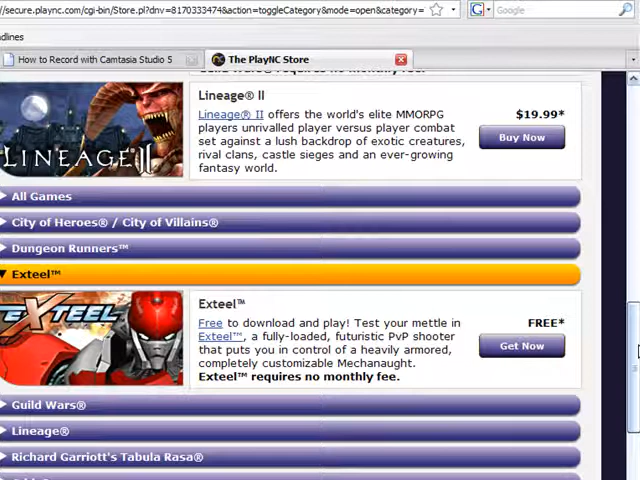 //secure.plaync.com/cgi-bin/Store.pl?dnv=8170333474&action=toggleCategory&mode=open&category=
Google
dlines
How to Record with Camtasia Studio 5
The PlayNC Store
Lineage® II
Lineage® II offers the world's elite MMORPG
players unrivalled player versus player combat
set against a lush backdrop of exotic creatures,
rival clans, castle sieges and an ever-growing
fantasy world.
$19.99*
Buy Now
LINEAGE II
All Games
City of Heroes® / City of Villains®
Dungeon Runners™
Exteel™
EXTEEL
Exteel™
Free to download and play! Test your mettle in
Exteel™, a fully-loaded, futuristic PvP shooter
that puts you in control of a heavily armored,
completely customizable Mechanaught.
Exteel™ requires no monthly fee.
FREE*
Get Now
Guild Wars®
Lineage®
Richard Garriott's Tabula Rasa®